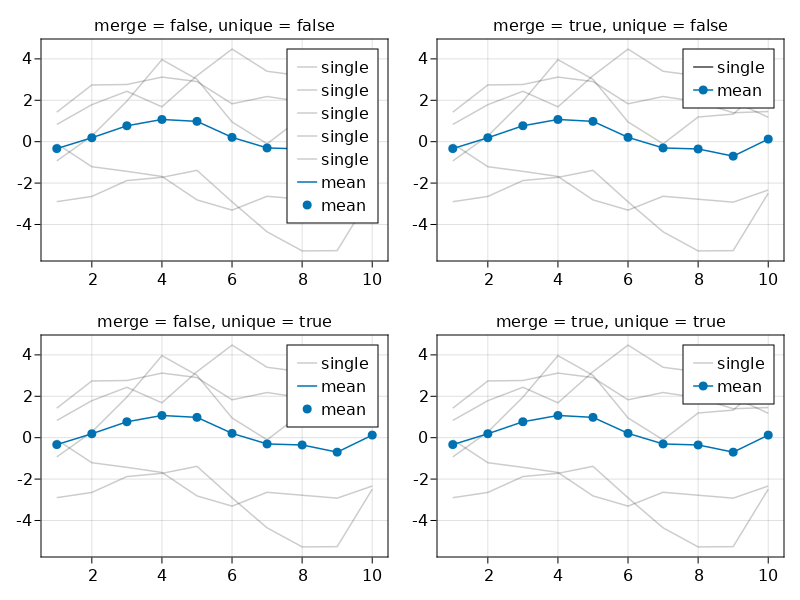 merge = false, unique = false
4
2
0
-2
-4
single
single
single
single
single
mean
mean
2 4 6 8 10
merge = true, unique = false
4
2
0
-2
-4
single
mean
2 4 6 8 10
merge = false, unique = true
4
2
0
-2
-4
single
mean
mean
2 4 6 8 10
merge = true, unique = true
4
2
0
-2
-4
single
mean
2 4 6 8 10